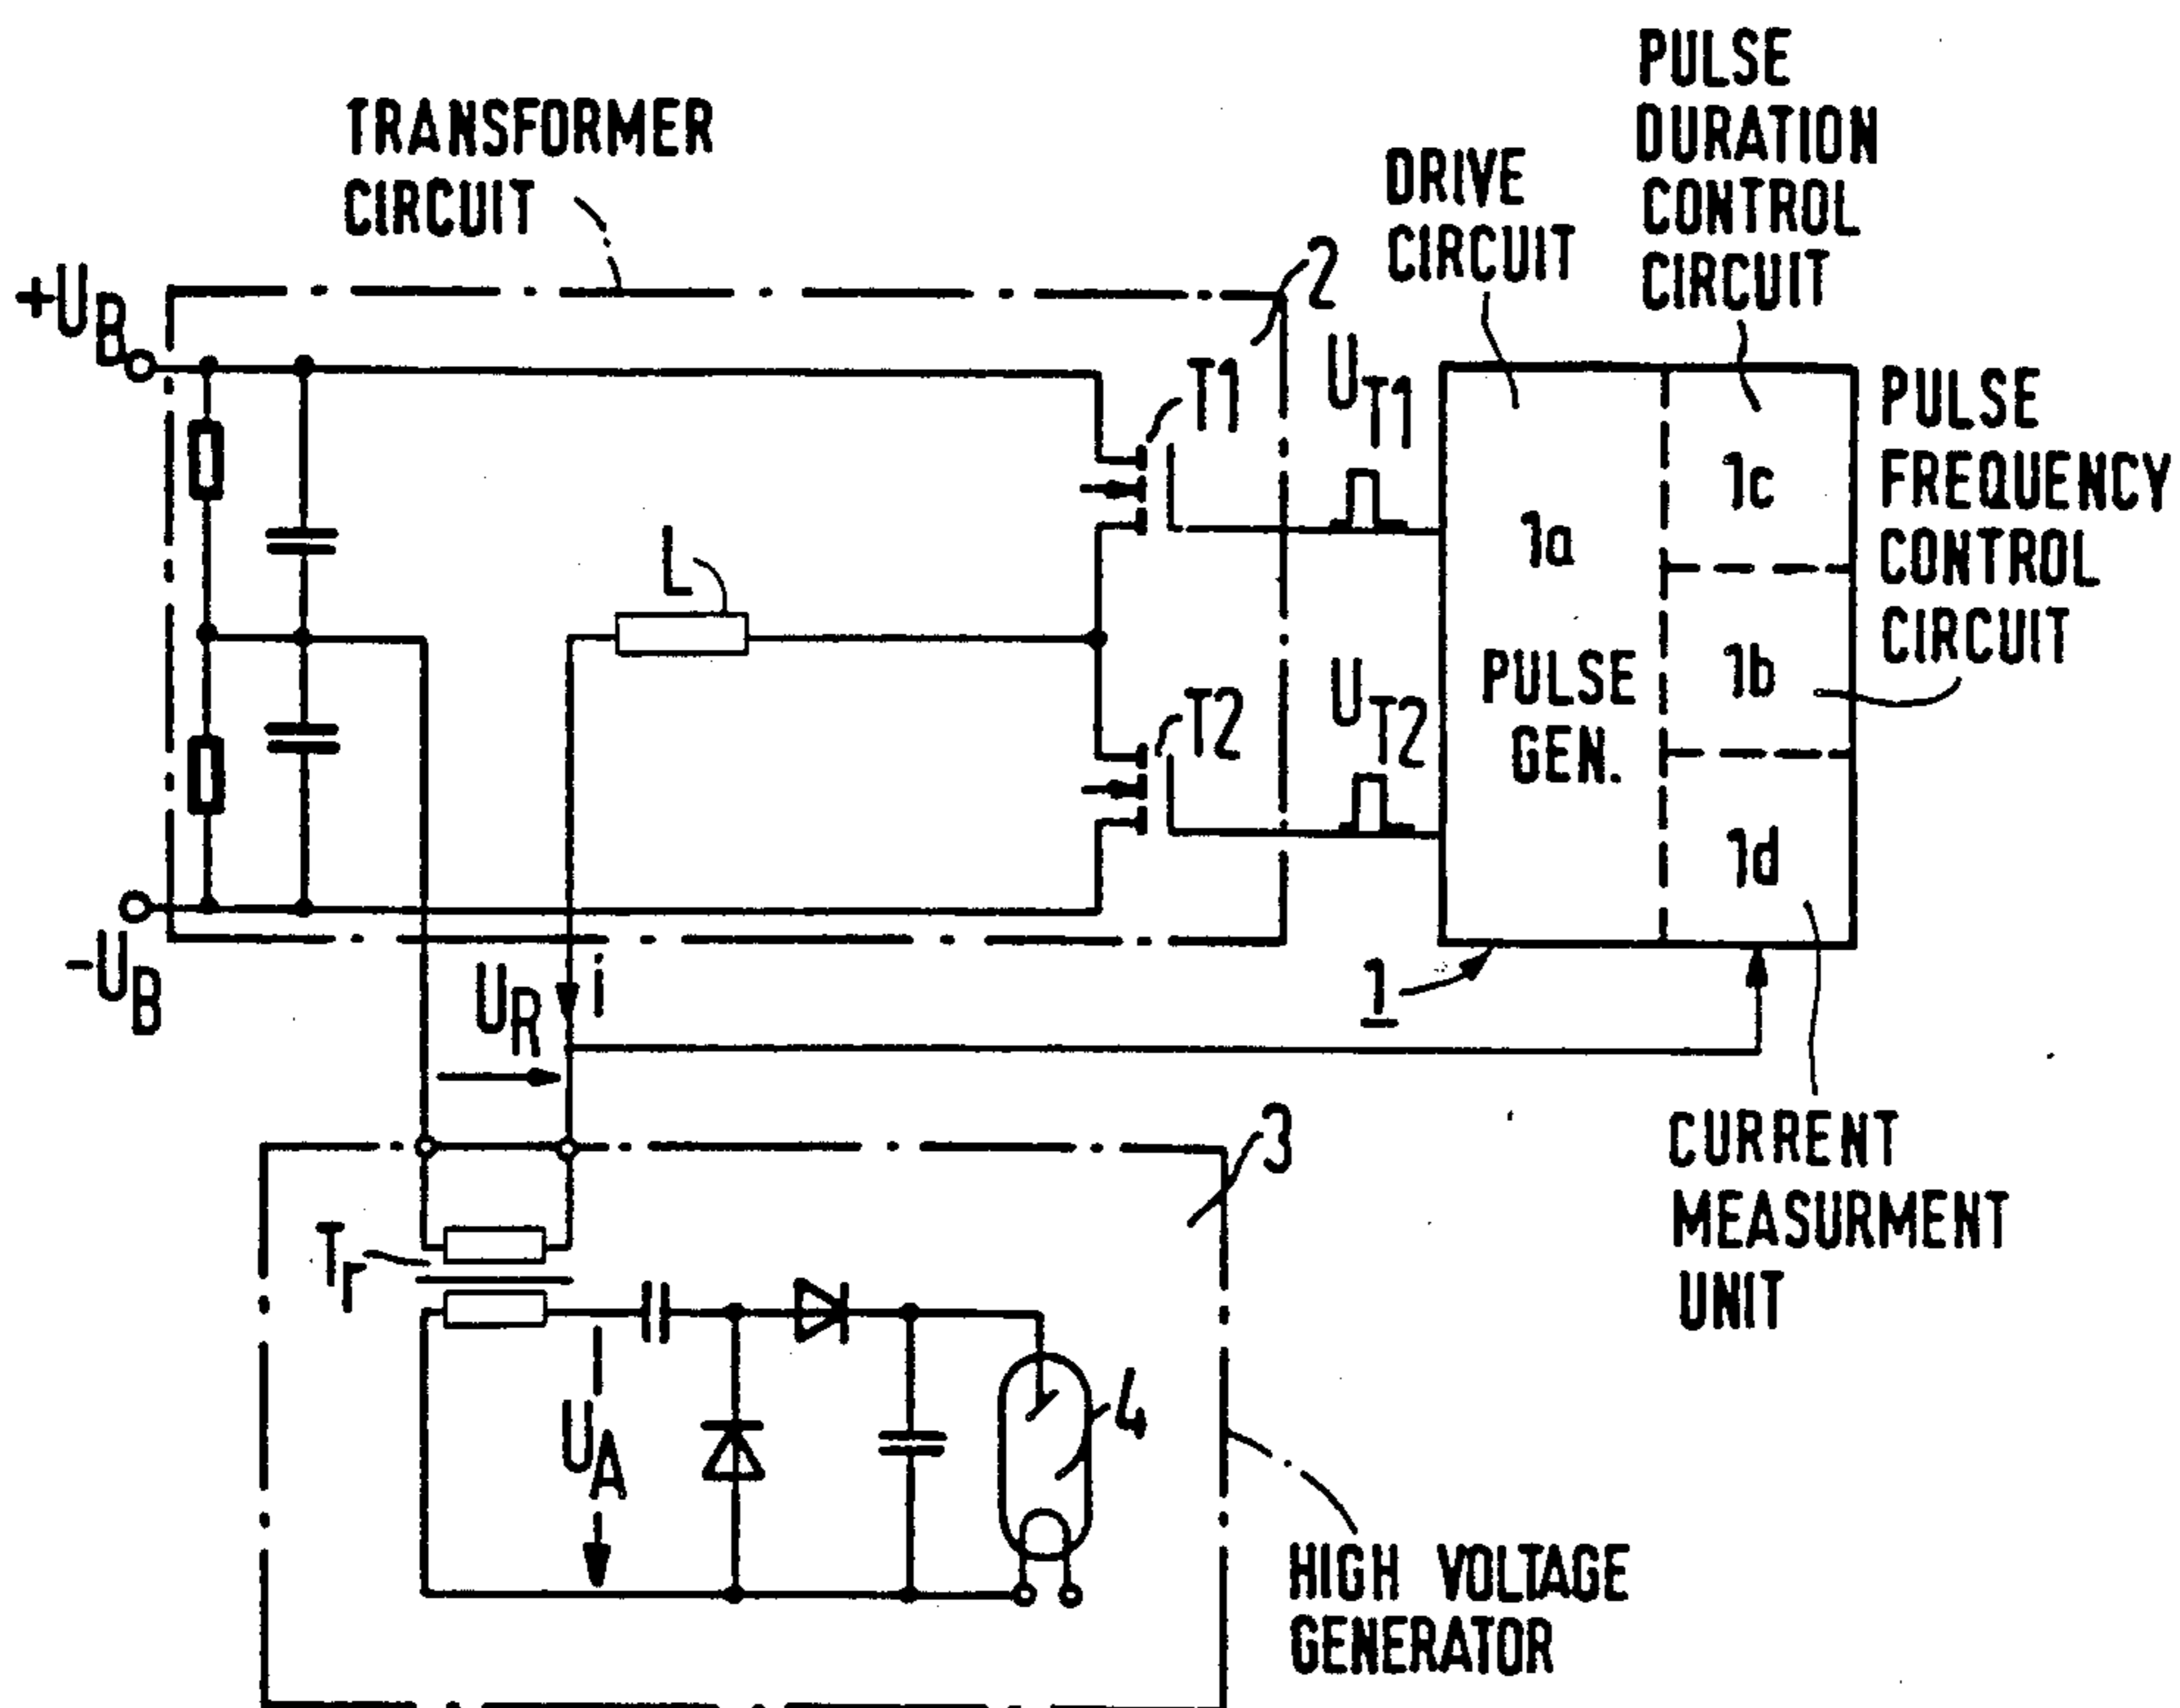 PULSE
DURATION
CONTROL
CIRCUIT
TRANSFORMER
CIRCUIT
DRIVE
CIRCUIT
+UB
2
T1
UT1
1c
PULSE
FREQUENCY
CONTROL
CIRCUIT
1a
L
1b
PULSE
GEN.
T2
UT2
1d
-UB
UR
i
1
CURRENT
MEASURMENT
UNIT
3
Tr
UA
4
HIGH VOLTAGE
GENERATOR